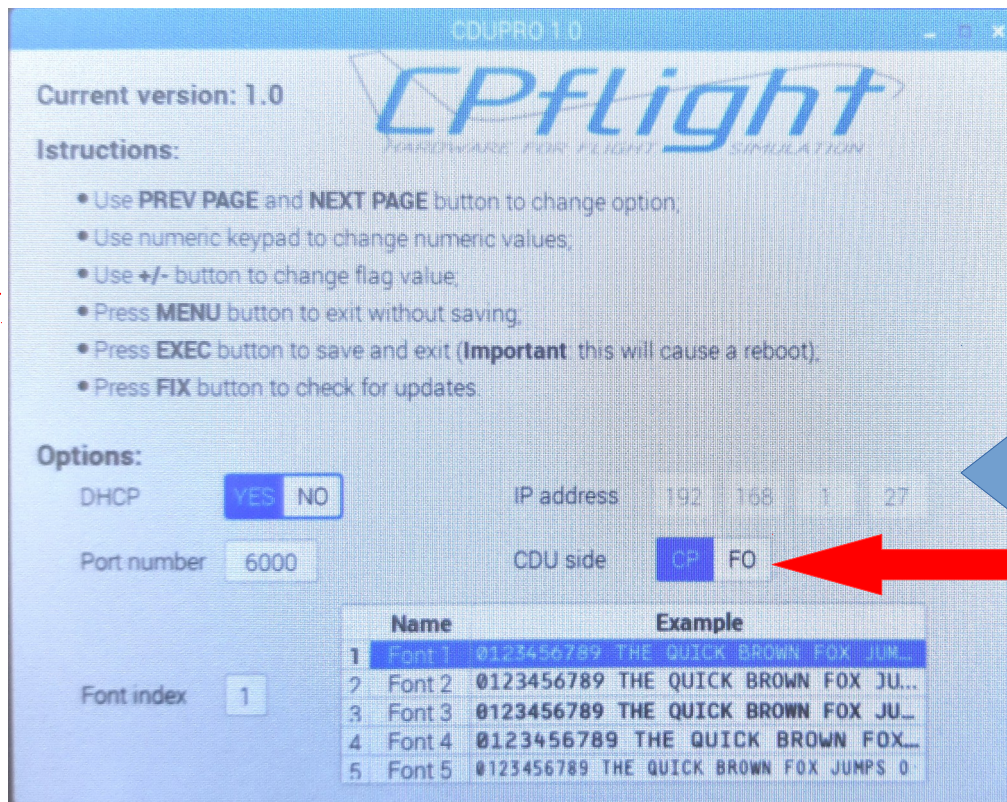 CDUPRO 1.0
CPflight
HARDWARE FOR FLIGHT SIMULATION
Current version: 1.0
Istructions:
• Use PREV PAGE and NEXT PAGE button to change option;
• Use numeric keypad to change numeric values;
• Use +/- button to change flag value;
• Press MENU button to exit without saving;
• Press EXEC button to save and exit (Important: this will cause a reboot);
• Press FIX button to check for updates.
Options:
DHCP YES NO IP address 192 168 1 27
Port number 6000 CDU side CP FO
Font index 1
Name Example
1 Font 1 0123456789 THE QUICK BROWN FOX JUM...
2 Font 2 0123456789 THE QUICK BROWN FOX JU...
3 Font 3 0123456789 THE QUICK BROWN FOX JU...
4 Font 4 0123456789 THE QUICK BROWN FOX...
5 Font 5 0123456789 THE QUICK BROWN FOX JUMPS O